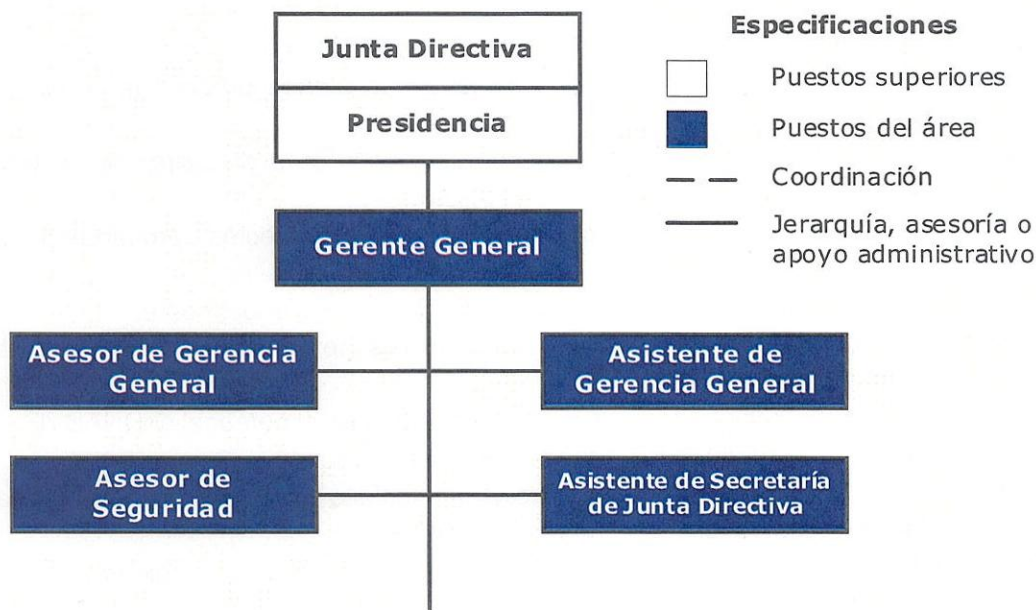 Junta Directiva
Presidencia
Gerente General
Asesor de Gerencia
General
Asistente de
Gerencia General
Asesor de
Seguridad
Asistente de Secretaría
de Junta Directiva
Especificaciones
Puestos superiores
Puestos del área
Coordinación
Jerarquía, asesoría o
apoyo administrativo